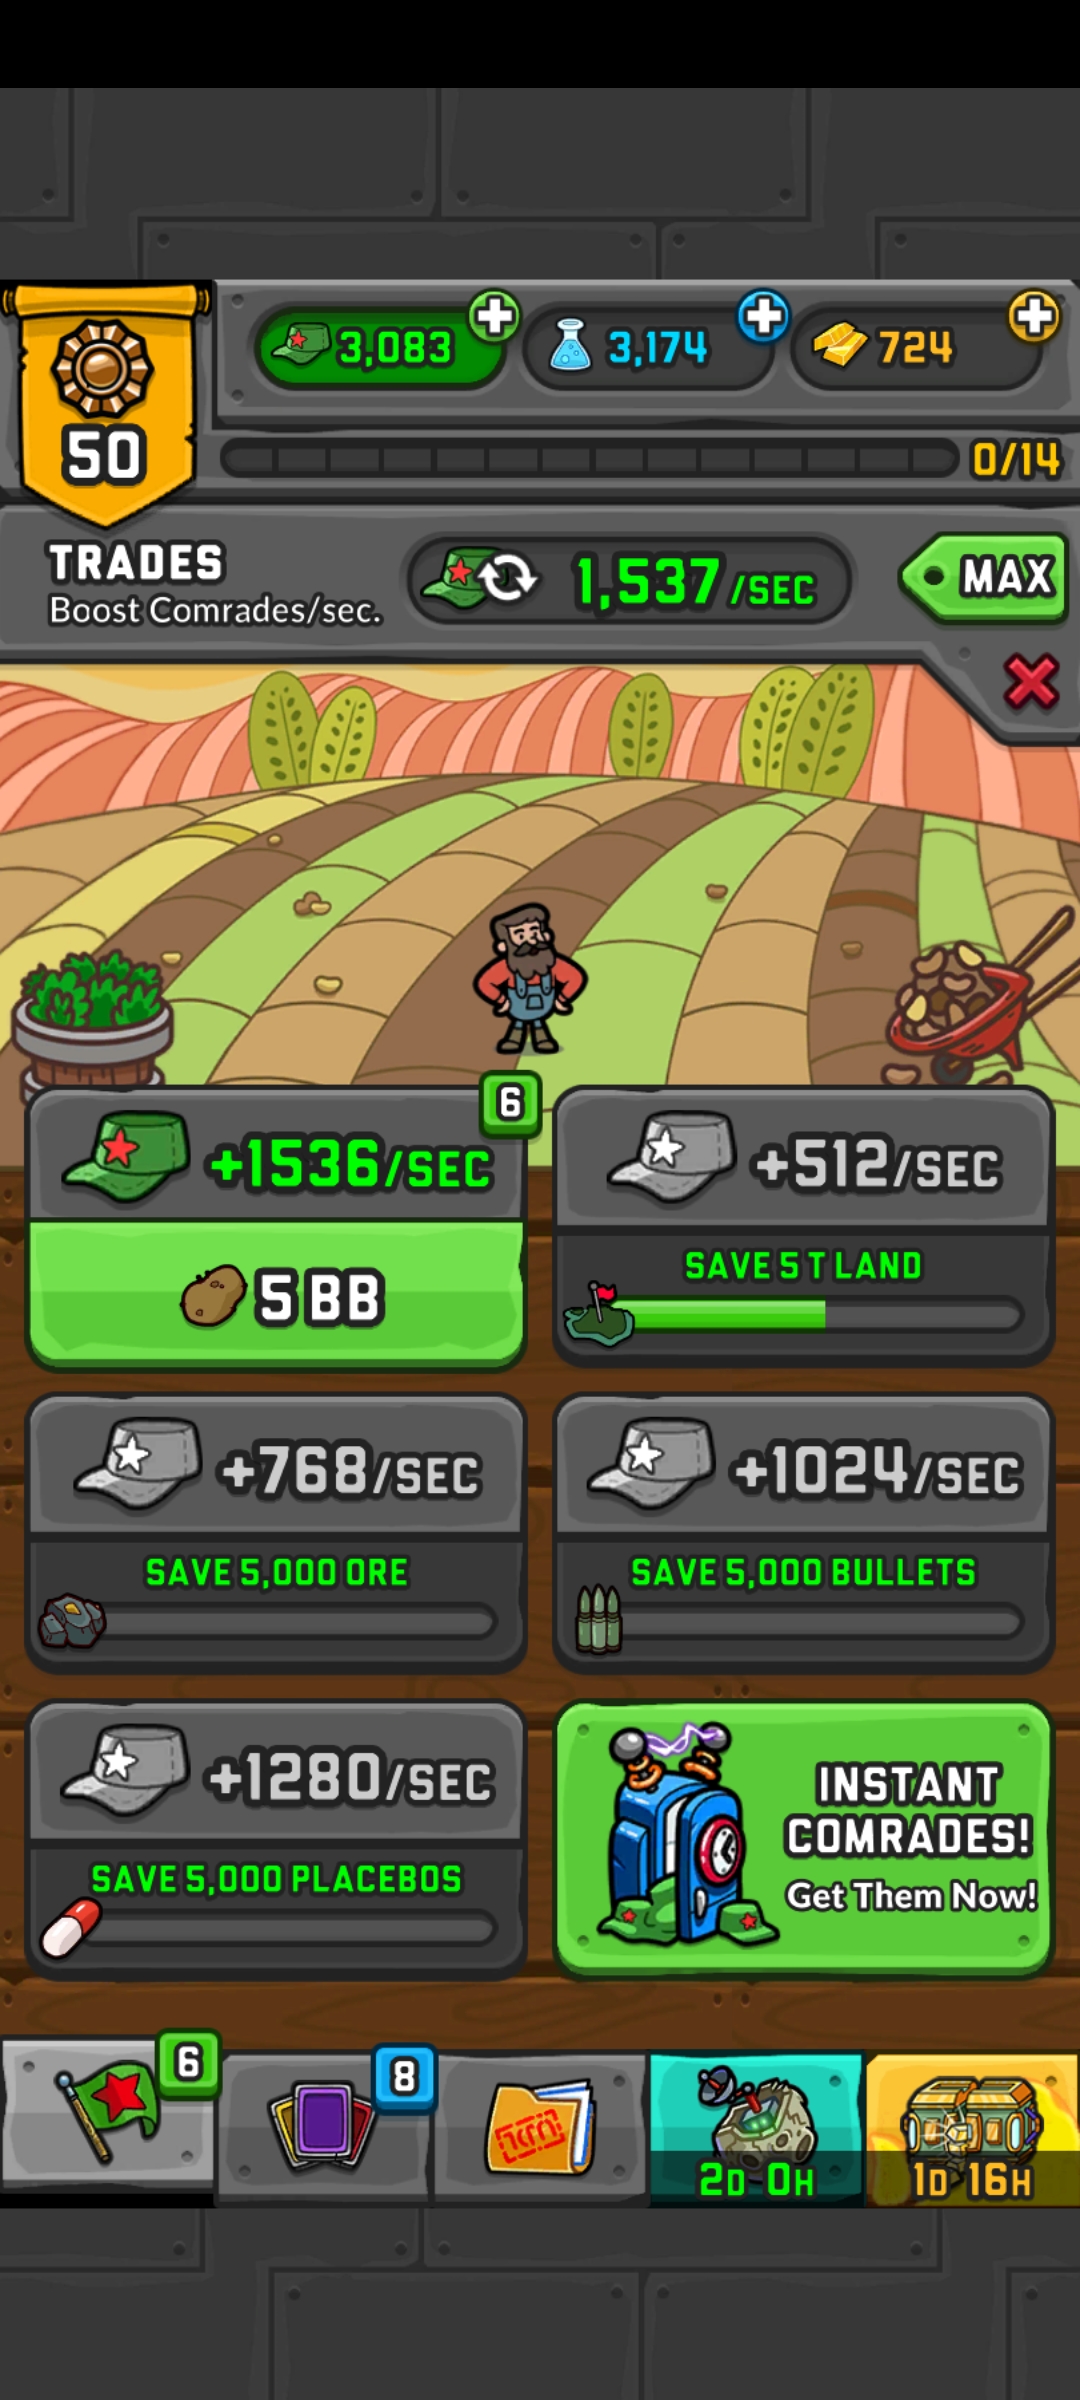 3,083
3,174
724
50
0/14
TRADES
Boost Comrades/sec.
1,537/SEC
MAX
6
+1536/SEC
5 BB
+512/SEC
SAVE 5 T LAND
+768/SEC
SAVE 5,000 ORE
+1024/SEC
SAVE 5,000 BULLETS
+1280/SEC
SAVE 5,000 PLACEBOS
INSTANT
COMRADES!
Get Them Now!
6
8
2D 0H
1D 16H